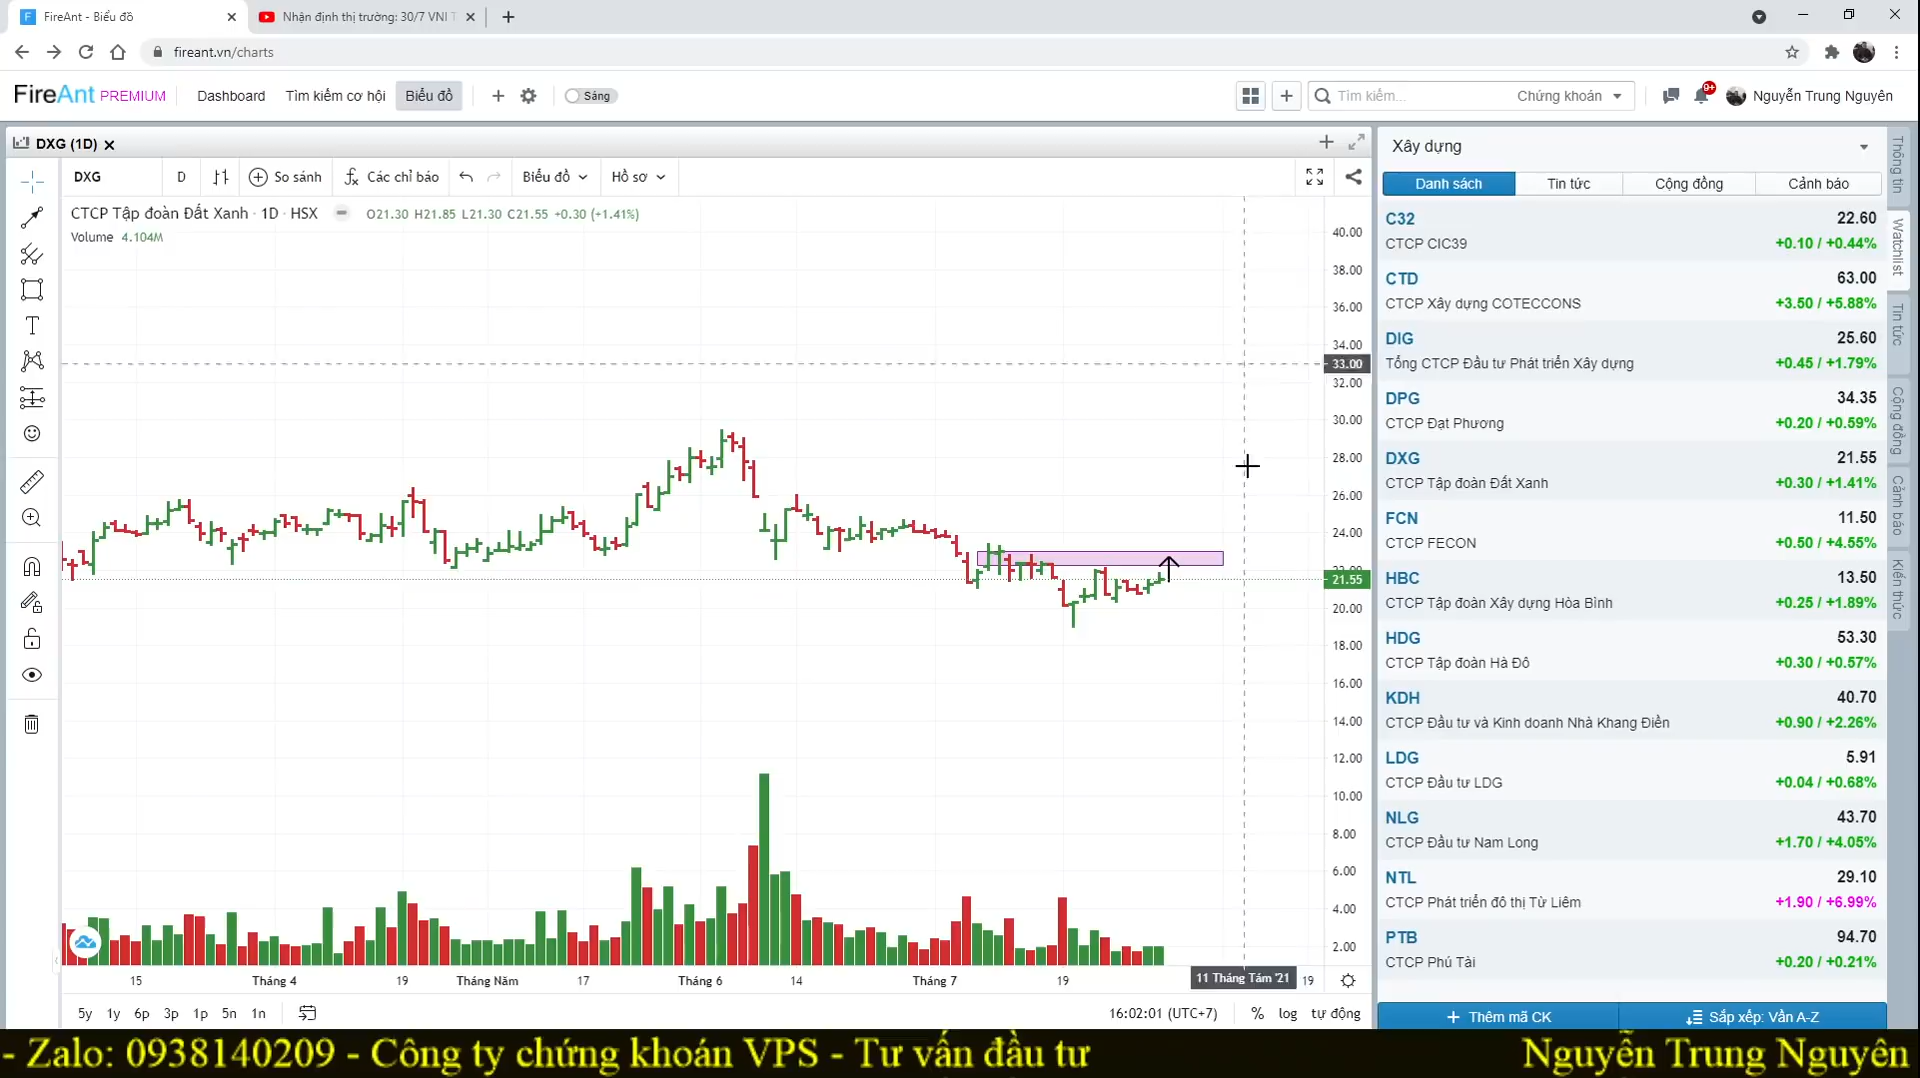 FireAnt - Biểu đồ
Nhận định thị trường: 30/7 VNI T
fireant.vn/charts
FireAnt PREMIUM
Dashboard
Tìm kiếm cơ hội
Biểu đồ
Sáng
Tìm kiếm...
Chứng khoán
9+
Nguyễn Trung Nguyên
DXG (1D)
DXG
D
So sánh
Các chỉ báo
Biểu đồ
Hồ sơ
CTCP Tập đoàn Đất Xanh · 1D · HSX
O21.30 H21.85 L21.30 C21.55 +0.30 (+1.41%)
Volume 4.104M
40.00
38.00
36.00
34.00
33.00
32.00
30.00
28.00
26.00
24.00
22.00
21.55
20.00
18.00
16.00
14.00
12.00
10.00
8.00
6.00
4.00
2.00
15
Tháng 4
19
Tháng Năm
17
Tháng 6
14
Tháng 7
19
11 Tháng Tám '21
19
5y
1y
6p
3p
1p
5n
1n
16:02:01 (UTC+7)
%
log
tự động
Xây dựng
Danh sách
Tin tức
Cộng đồng
Cảnh báo
C32 22.60
CTCP CIC39 +0.10 / +0.44%
CTD 63.00
CTCP Xây dựng COTECCONS +3.50 / +5.88%
DIG 25.60
Tổng CTCP Đầu tư Phát triển Xây dựng +0.45 / +1.79%
DPG 34.35
CTCP Đạt Phương +0.20 / +0.59%
DXG 21.55
CTCP Tập đoàn Đất Xanh +0.30 / +1.41%
FCN 11.50
CTCP FECON +0.50 / +4.55%
HBC 13.50
CTCP Tập đoàn Xây dựng Hòa Bình +0.25 / +1.89%
HDG 53.30
CTCP Tập đoàn Hà Đô +0.30 / +0.57%
KDH 40.70
CTCP Đầu tư và Kinh doanh Nhà Khang Điền +0.90 / +2.26%
LDG 5.91
CTCP Đầu tư LDG +0.04 / +0.68%
NLG 43.70
CTCP Đầu tư Nam Long +1.70 / +4.05%
NTL 29.10
CTCP Phát triển đô thị Từ Liêm +1.90 / +6.99%
PTB 94.70
CTCP Phú Tài +0.20 / +0.21%
Thêm mã CK
Sắp xếp: Vần A-Z
Thông tin
Watchlist
Tin tức
Cộng đồng
Cảnh báo
Kiến thức
- Zalo: 0938140209 - Công ty chứng khoán VPS - Tư vấn đầu tư
Nguyễn Trung Nguyên